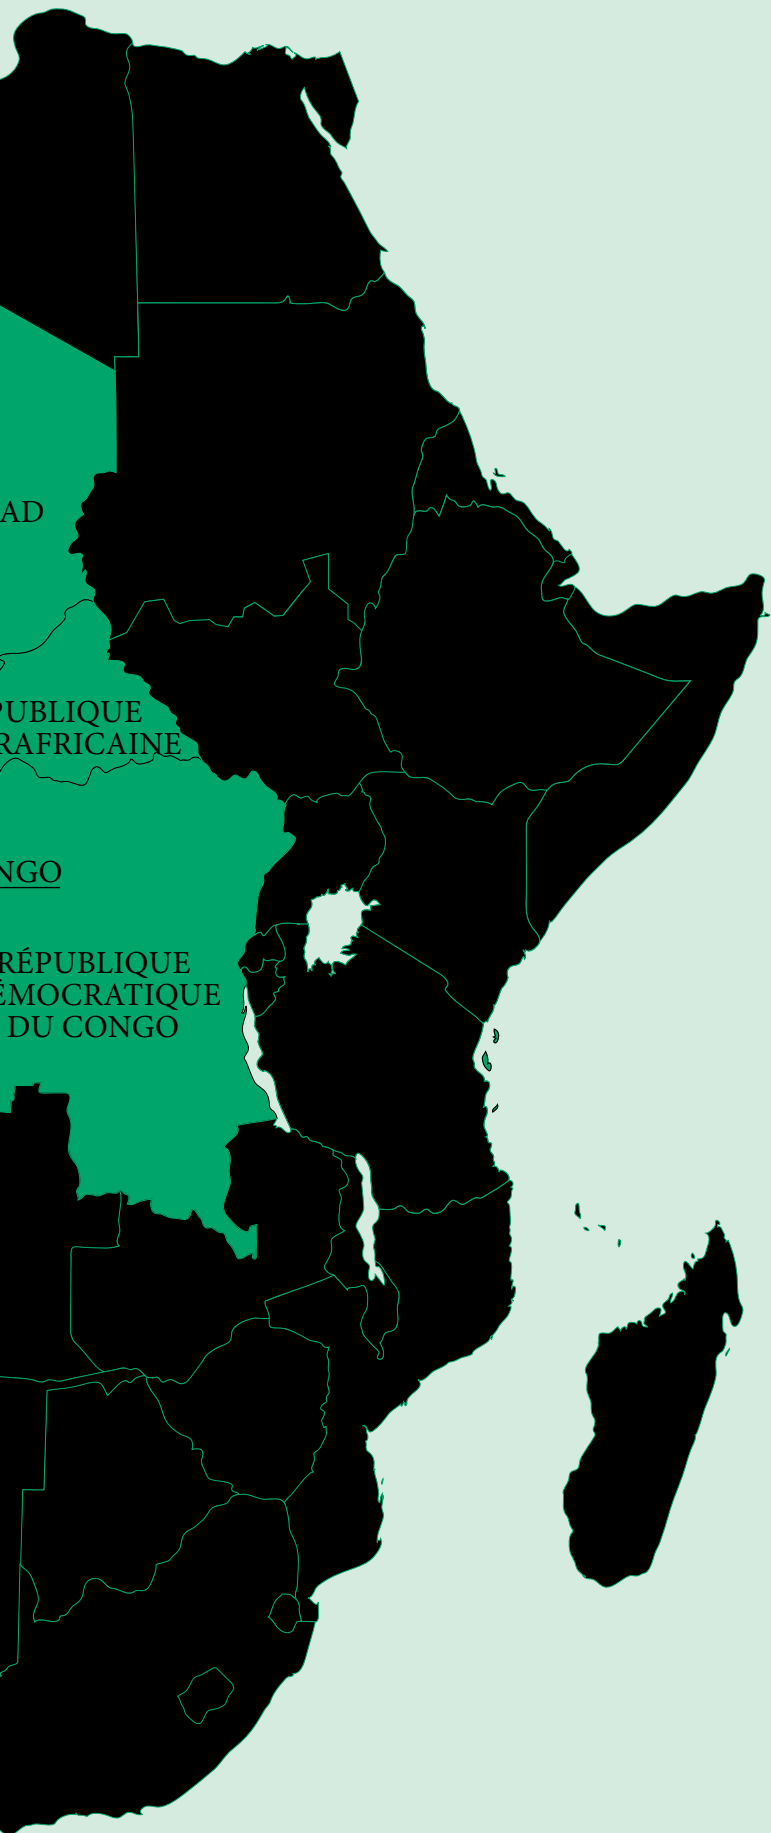 AD
PUBLIQUE
RAFRICAINE
NGO
RÉPUBLIQUE
ÉMOCRATIQUE
DU CONGO